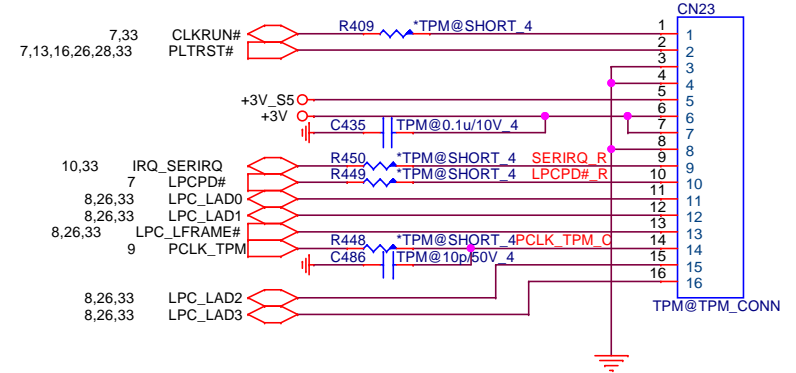 CN23
7,33 CLKRUN# R409 *TPM@SHORT_4 1 1
7,13,16,26,28,33 PLTRST# 2 2
3 3
4 4
+3V_S5 5 5
+3V 6 6
C435 TPM@0.1u/10V_4 7 7
8 8
10,33 IRQ_SERIRQ R450 *TPM@SHORT_4 SERIRQ_R 9 9
7 LPCPD# R449 *TPM@SHORT_4 LPCPD#_R 10 10
8,26,33 LPC_LAD0 11 11
8,26,33 LPC_LAD1 12 12
8,26,33 LPC_LFRAME# 13 13
9 PCLK_TPM R448 *TPM@SHORT_4 PCLK_TPM_C 14 14
C486 TPM@10p/50V_4 15 15
16 16
8,26,33 LPC_LAD2
TPM@TPM_CONN
8,26,33 LPC_LAD3